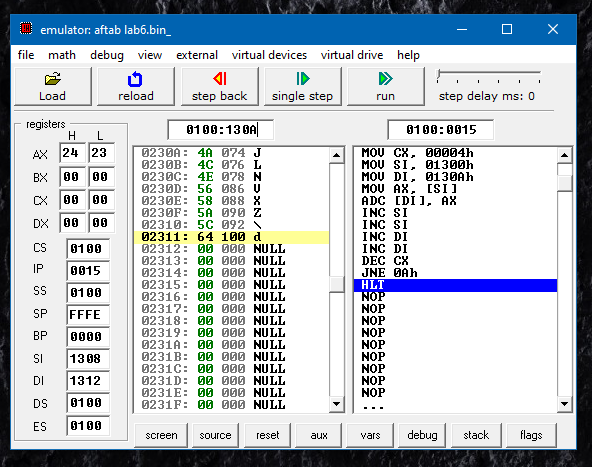 emulator: aftab lab6.bin_
file math debug view external virtual devices virtual drive help
Load reload step back single step run step delay ms: 0
registers
H L
AX 24 23
BX 00 00
CX 00 00
DX 00 00
CS 0100
IP 0015
SS 0100
SP FFFE
BP 0000
SI 1308
DI 1312
DS 0100
ES 0100
0100:130A
0230A: 4A 074 J
0230B: 4C 076 L
0230C: 4E 078 N
0230D: 56 086 V
0230E: 58 088 X
0230F: 5A 090 Z
02310: 5C 092 \
02311: 64 100 d
02312: 00 000 NULL
02313: 00 000 NULL
02314: 00 000 NULL
02315: 00 000 NULL
02316: 00 000 NULL
02317: 00 000 NULL
02318: 00 000 NULL
02319: 00 000 NULL
0231A: 00 000 NULL
0231B: 00 000 NULL
0231C: 00 000 NULL
0231D: 00 000 NULL
0231E: 00 000 NULL
0231F: 00 000 NULL
0100:0015
MOV CX, 00004h
MOV SI, 01300h
MOV DI, 0130Ah
MOV AX, [SI]
ADC [DI], AX
INC SI
INC SI
INC DI
INC DI
DEC CX
JNE 0Ah
HLT
NOP
NOP
NOP
NOP
NOP
NOP
NOP
NOP
NOP
...
screen source reset aux vars debug stack flags